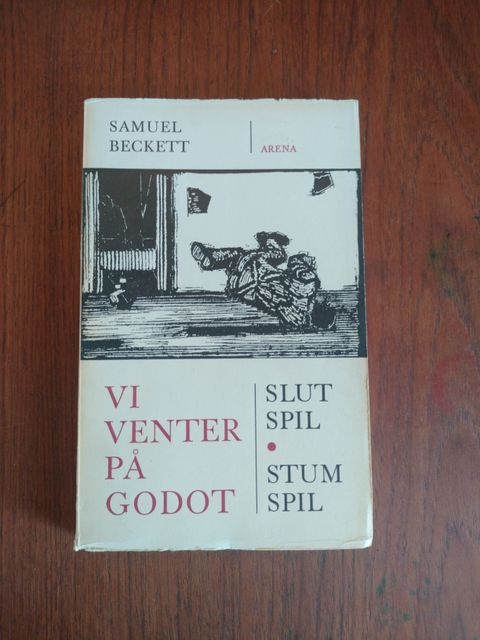 SAMUEL
BECKETT
ARENA
VI
VENTER
PÅ
GODOT
SLUT
SPIL
•
STUM
SPIL